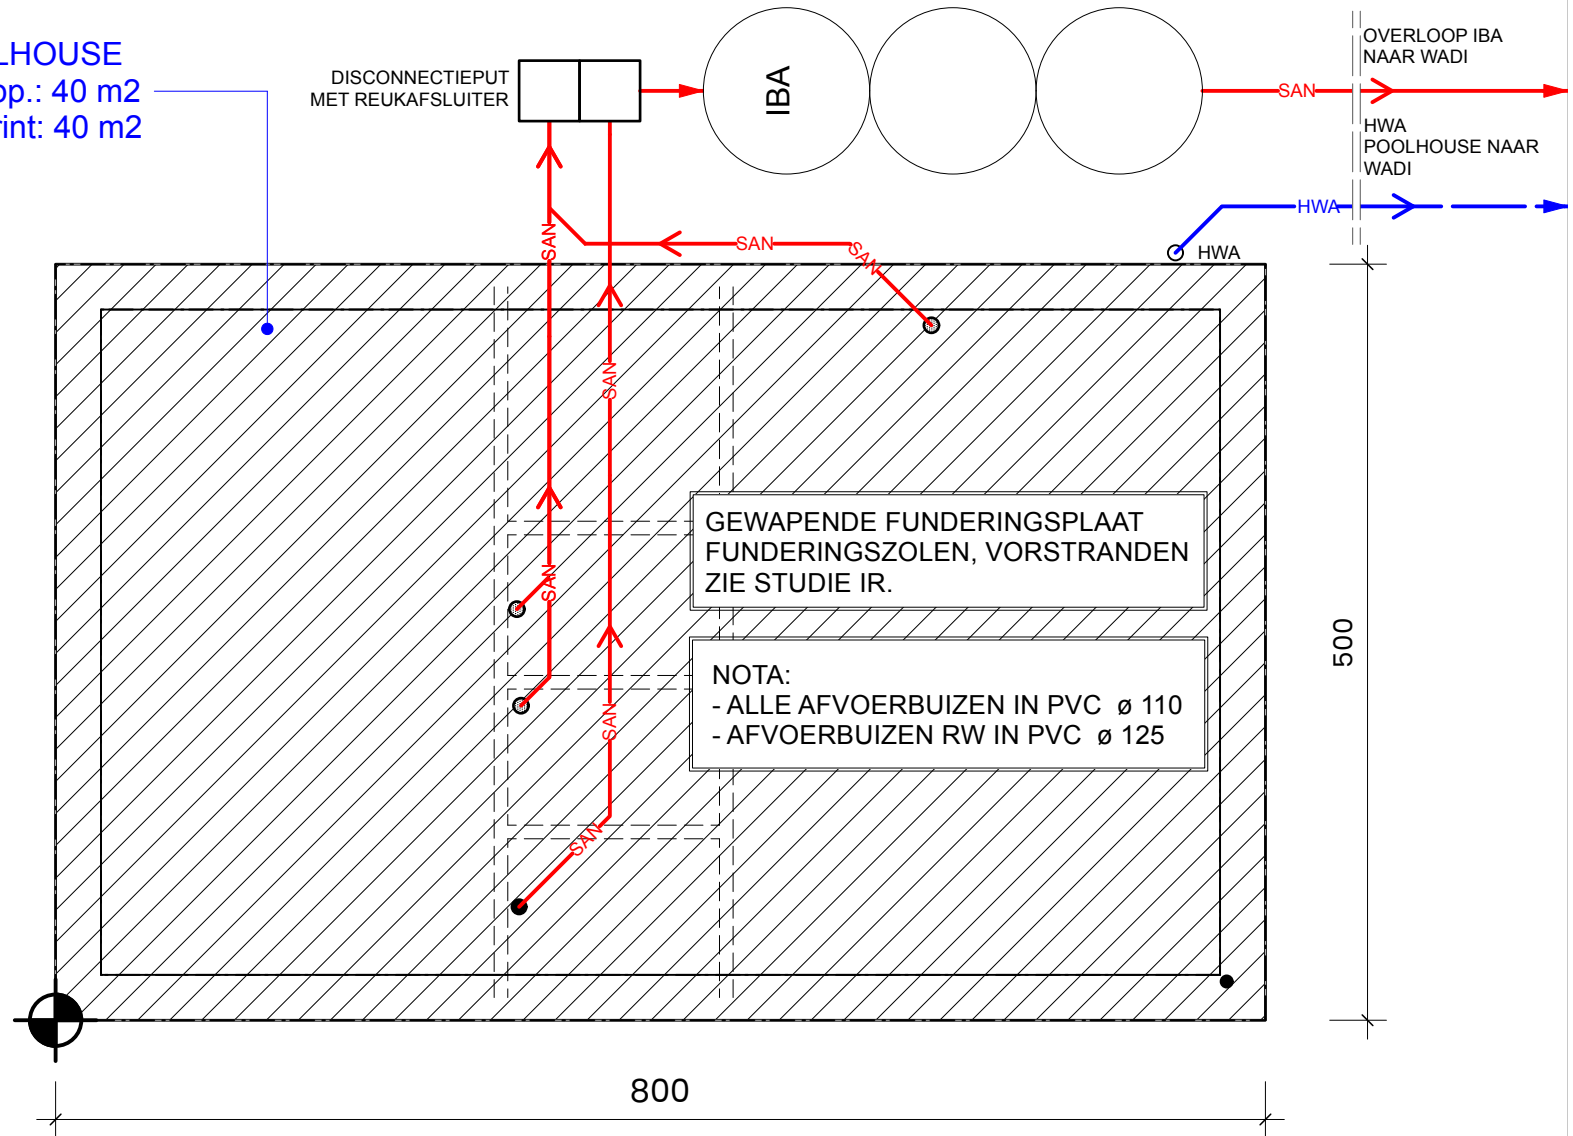 LHOUSE
pp.: 40 m2
rint: 40 m2
DISCONNECTIEPUT
MET REUKAFSLUITER
IBA
OVERLOOP IBA
NAAR WADI
SAN
HWA
POOLHOUSE NAAR
WADI
HWA
HWA
SAN
SAN
SAN
SAN
SAN
SAN
SAN
GEWAPENDE FUNDERINGSPLAAT
FUNDERINGSZOLEN, VORSTRANDEN
ZIE STUDIE IR.
NOTA:
- ALLE AFVOERBUIZEN IN PVC ø 110
- AFVOERBUIZEN RW IN PVC ø 125
500
800